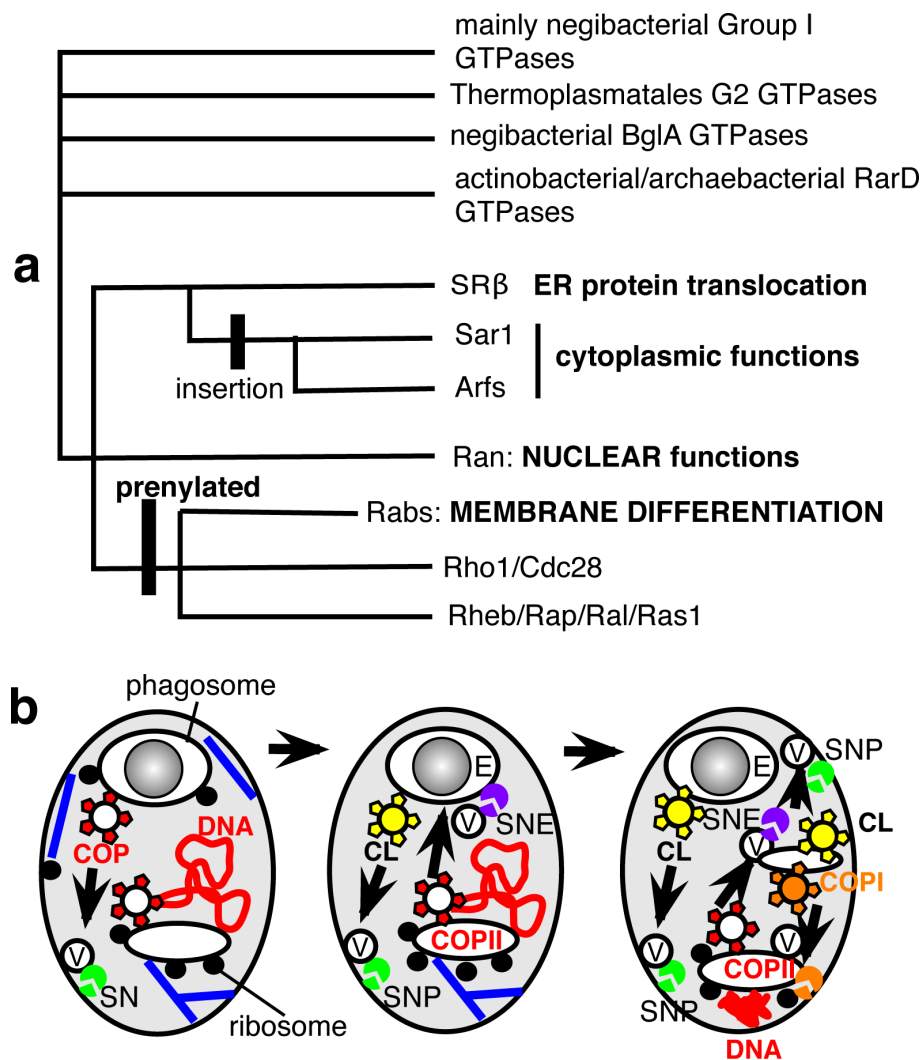 mainly negibacterial Group I
GTPases
Thermoplasmatales G2 GTPases
negibacterial BglA GTPases
actinobacterial/archaebacterial RarD
GTPases
a
SRβ ER protein translocation
Sar1
cytoplasmic functions
insertion
Arfs
Ran: NUCLEAR functions
prenylated
Rabs: MEMBRANE DIFFERENTIATION
Rho1/Cdc28
Rheb/Rap/Ral/Ras1
b
phagosome
COP
DNA
V
SN
ribosome
E
V
SNE
CL
COPII
V
SNP
E
V
SNP
SNE
CL
CL
V
COPI
V
V
COPII
SNP
DNA